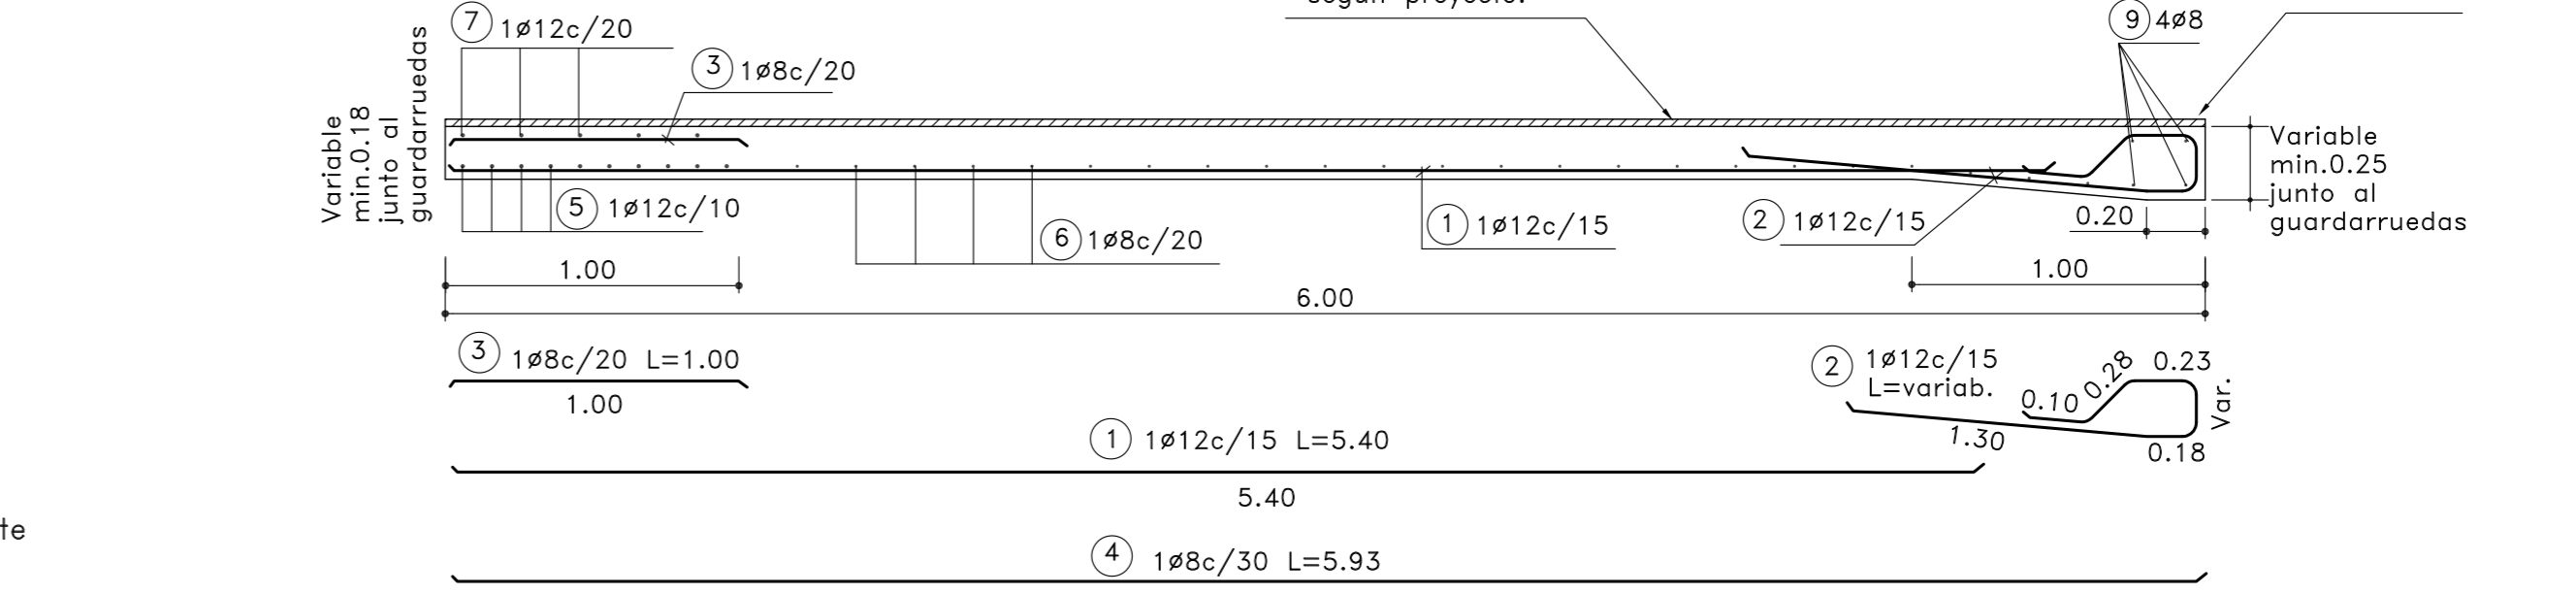 según proyecto.
7 1ø12c/20
9 4ø8
3 1ø8c/20
Variable
min.0.18
junto al
guardarruedas
Variable
min.0.25
junto al
guardarruedas
5 1ø12c/10
6 1ø8c/20
1 1ø12c/15
2 1ø12c/15
0.20
1.00
1.00
6.00
3 1ø8c/20 L=1.00
1.00
2 1ø12c/15
L=variab.
0.10
0.28
0.23
Var.
1.30
0.18
1 1ø12c/15 L=5.40
5.40
te
4 1ø8c/30 L=5.93